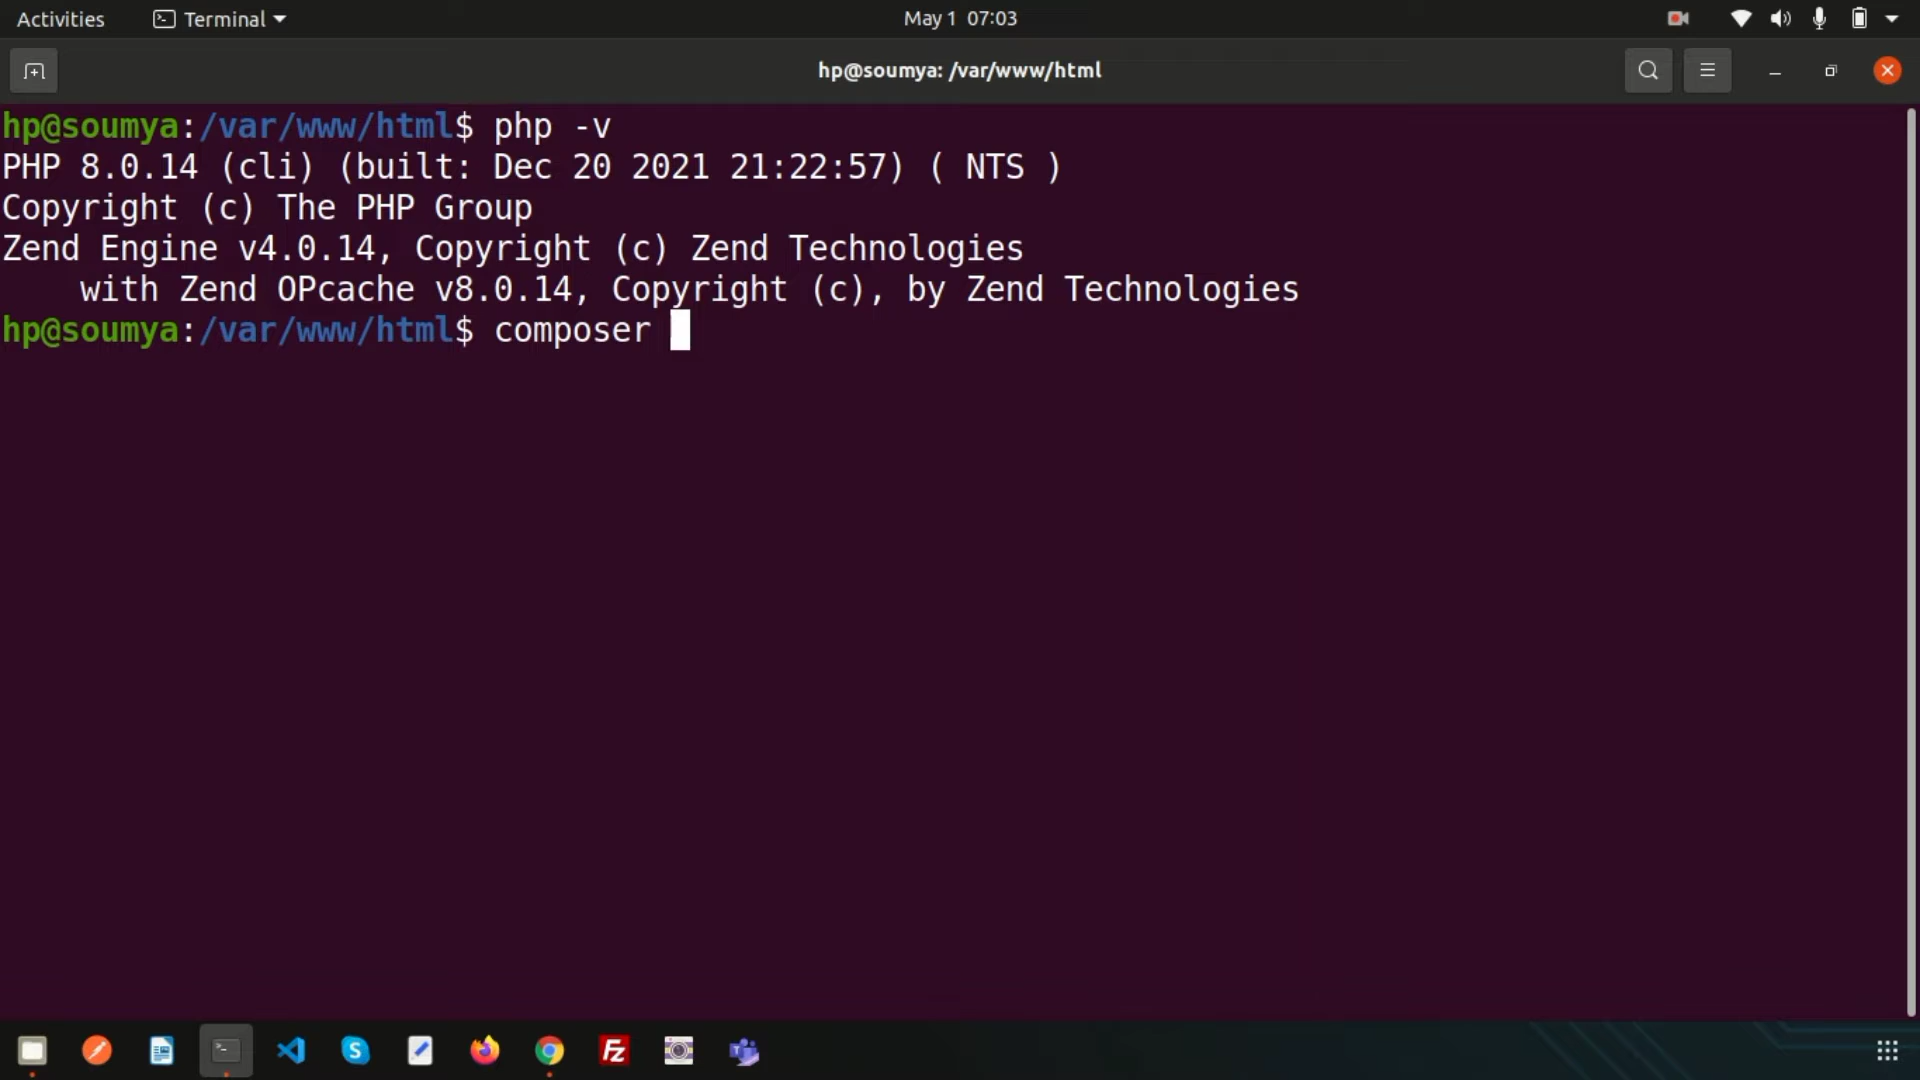 Activities Terminal May 1 07:03
hp@soumya: /var/www/html
hp@soumya:/var/www/html$ php -v
PHP 8.0.14 (cli) (built: Dec 20 2021 21:22:57) ( NTS )
Copyright (c) The PHP Group
Zend Engine v4.0.14, Copyright (c) Zend Technologies
    with Zend OPcache v8.0.14, Copyright (c), by Zend Technologies
hp@soumya:/var/www/html$ composer